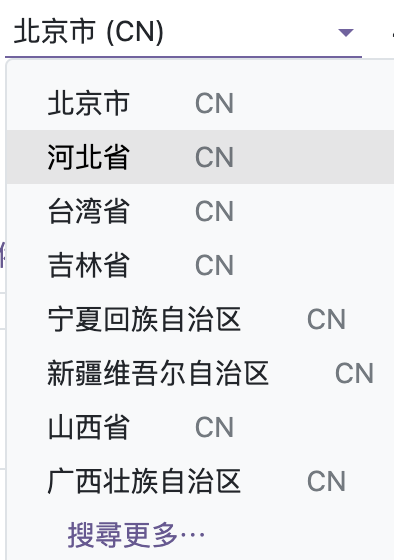 北京市 (CN)
北京市 CN
河北省 CN
台湾省 CN
吉林省 CN
宁夏回族自治区 CN
新疆维吾尔自治区 CN
山西省 CN
广西壮族自治区 CN
搜尋更多⋯